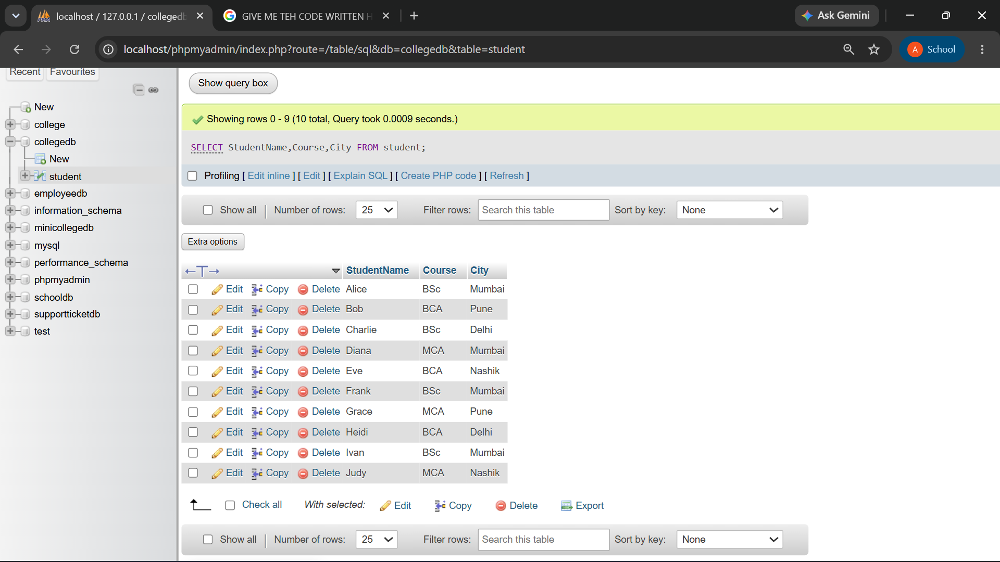 localhost / 127.0.0.1 / collegedb
GIVE ME TEH CODE WRITTEN H
Ask Gemini
localhost/phpmyadmin/index.php?route=/table/sql&db=collegedb&table=student
A School
Recent Favourites
New
college
collegedb
New
student
employeedb
information_schema
minicollegedb
mysql
performance_schema
phpmyadmin
schooldb
supportticketdb
test
Show query box
Showing rows 0 - 9 (10 total, Query took 0.0009 seconds.)
SELECT StudentName,Course,City FROM student;
Profiling [ Edit inline ] [ Edit ] [ Explain SQL ] [ Create PHP code ] [ Refresh ]
Show all | Number of rows: 25 Filter rows: Search this table Sort by key: None
Extra options
←T→ StudentName Course City
Edit Copy Delete Alice BSc Mumbai
Edit Copy Delete Bob BCA Pune
Edit Copy Delete Charlie BSc Delhi
Edit Copy Delete Diana MCA Mumbai
Edit Copy Delete Eve BCA Nashik
Edit Copy Delete Frank BSc Mumbai
Edit Copy Delete Grace MCA Pune
Edit Copy Delete Heidi BCA Delhi
Edit Copy Delete Ivan BSc Mumbai
Edit Copy Delete Judy MCA Nashik
Check all With selected: Edit Copy Delete Export
Show all | Number of rows: 25 Filter rows: Search this table Sort by key: None